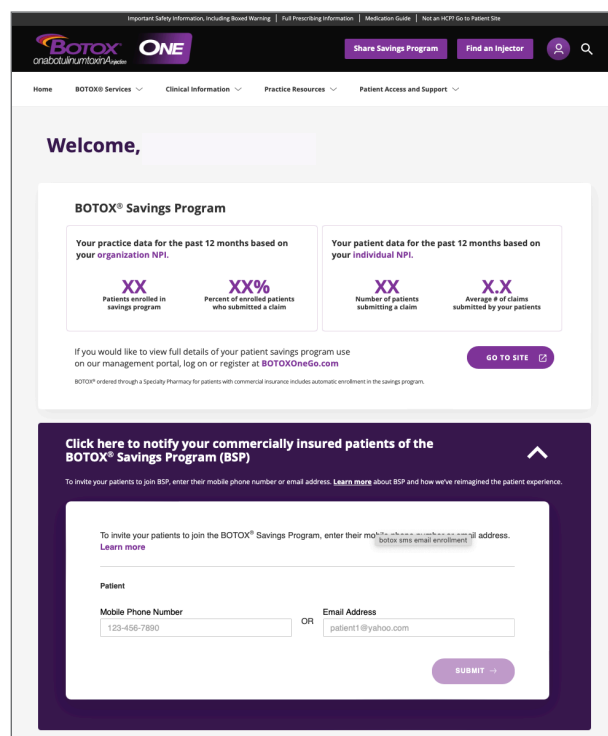 Important Safety Information, Including Boxed Warning | Full Prescribing Information | Medication Guide | Not an HCP? Go to Patient Site
BOTOX® ONE
onabotulinumtoxinA injection
Share Savings Program
Find an Injector
Home
BOTOX® Services
Clinical Information
Practice Resources
Patient Access and Support
Welcome,
BOTOX® Savings Program
Your practice data for the past 12 months based on
your organization NPI.
XX
Patients enrolled in
savings program
XX%
Percent of enrolled patients
who submitted a claim
Your patient data for the past 12 months based on
your individual NPI.
XX
Number of patients
submitting a claim
X.X
Average # of claims
submitted by your patients
If you would like to view full details of your patient savings program use
on our management portal, log on or register at BOTOXOneGo.com
GO TO SITE
BOTOX® ordered through a Specialty Pharmacy for patients with commercial insurance includes automatic enrollment in the savings program.
Click here to notify your commercially insured patients of the
BOTOX® Savings Program (BSP)
To invite your patients to join BSP, enter their mobile phone number or email address. Learn more about BSP and how we've reimagined the patient experience.
To invite your patients to join the BOTOX® Savings Program, enter their mobile phone number or email address.
botox sms email enrollment
Learn more
Patient
Mobile Phone Number
123-456-7890
OR
Email Address
patient1@yahoo.com
SUBMIT →